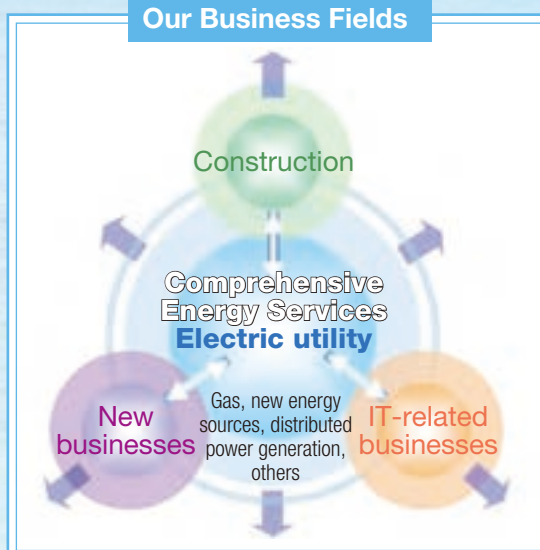 Our Business Fields
Construction
Comprehensive
Energy Services
Electric utility
Gas, new energy
sources, distributed
power generation,
others
New
businesses
IT-related
businesses